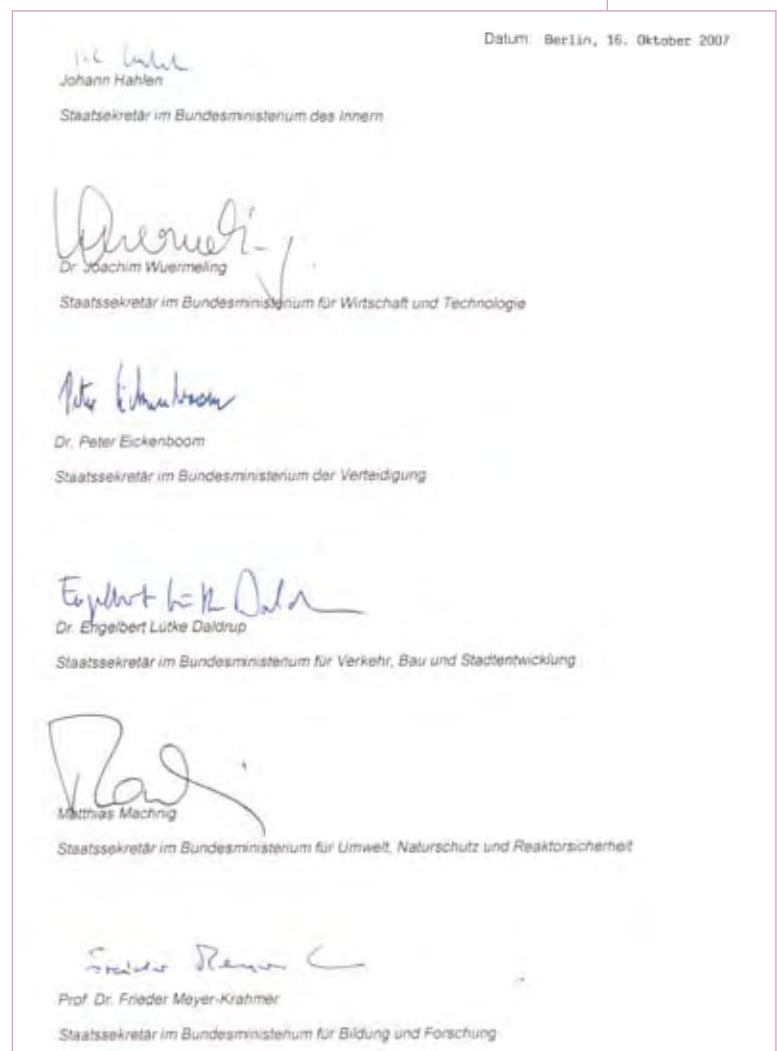 Datum: Berlin, 16. Oktober 2007
Johann Hahlen
Staatsekretär im Bundesministerium des Innern
Dr. Joachim Wuermeling
Staatssekretär im Bundesministerium für Wirtschaft und Technologie
Peter Eickenboom
Dr. Peter Eickenboom
Staatssekretär im Bundesministerium der Verteidigung
Engelbert Lütke Daldrup
Dr. Engelbert Lütke Daldrup
Staatssekretär im Bundesministerium für Verkehr, Bau und Stadtentwicklung
Matthias Machnig
Staatssekretär im Bundesministerium für Umwelt, Naturschutz und Reaktorsicherheit
Frieder Meyer
Prof. Dr. Frieder Meyer-Krahmer
Staatssekretär im Bundesministerium für Bildung und Forschung